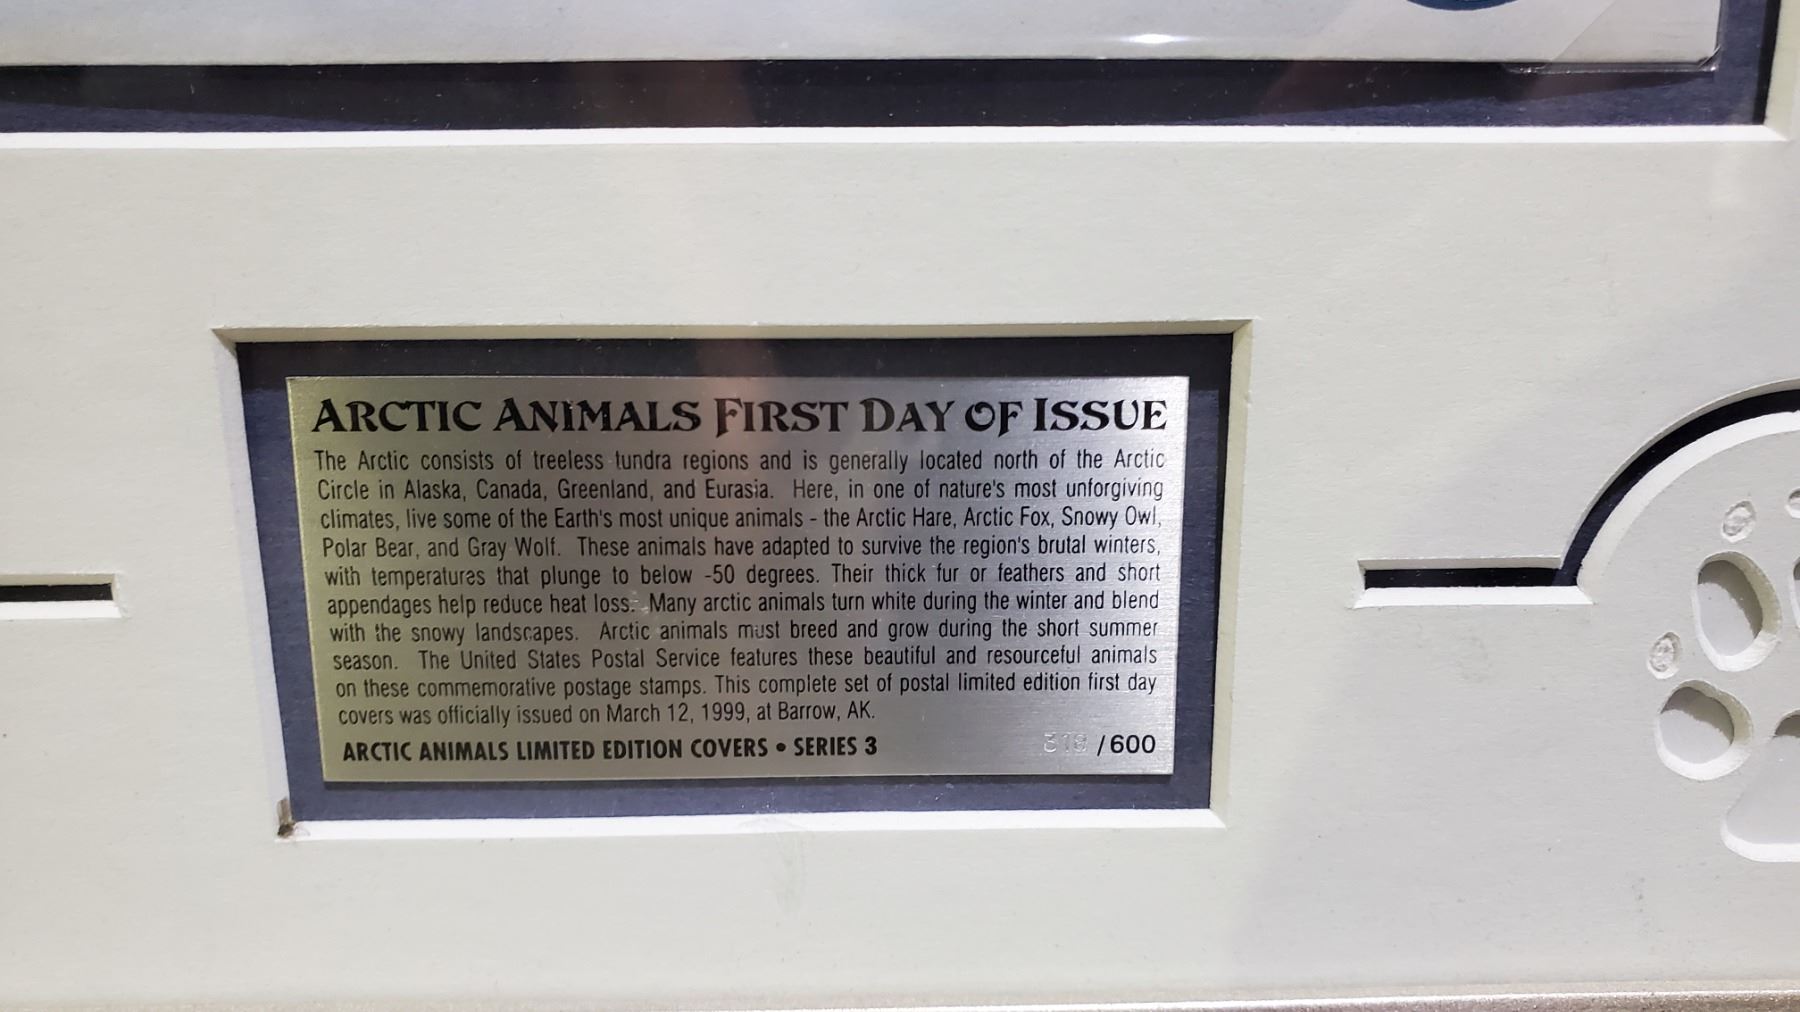 ARCTIC ANIMALS FIRST DAY OF ISSUE
The Arctic consists of treeless tundra regions and is generally located north of the Arctic
Circle in Alaska, Canada, Greenland, and Eurasia. Here, in one of nature's most unforgiving
climates, live some of the Earth's most unique animals - the Arctic Hare, Arctic Fox, Snowy Owl,
Polar Bear, and Gray Wolf. These animals have adapted to survive the region's brutal winters,
with temperatures that plunge to below -50 degrees. Their thick fur or feathers and short
appendages help reduce heat loss. Many arctic animals turn white during the winter and blend
with the snowy landscapes. Arctic animals must breed and grow during the short summer
season. The United States Postal Service features these beautiful and resourceful animals
on these commemorative postage stamps. This complete set of postal limited edition first day
covers was officially issued on March 12, 1999, at Barrow, AK.
ARCTIC ANIMALS LIMITED EDITION COVERS • SERIES 3 /600